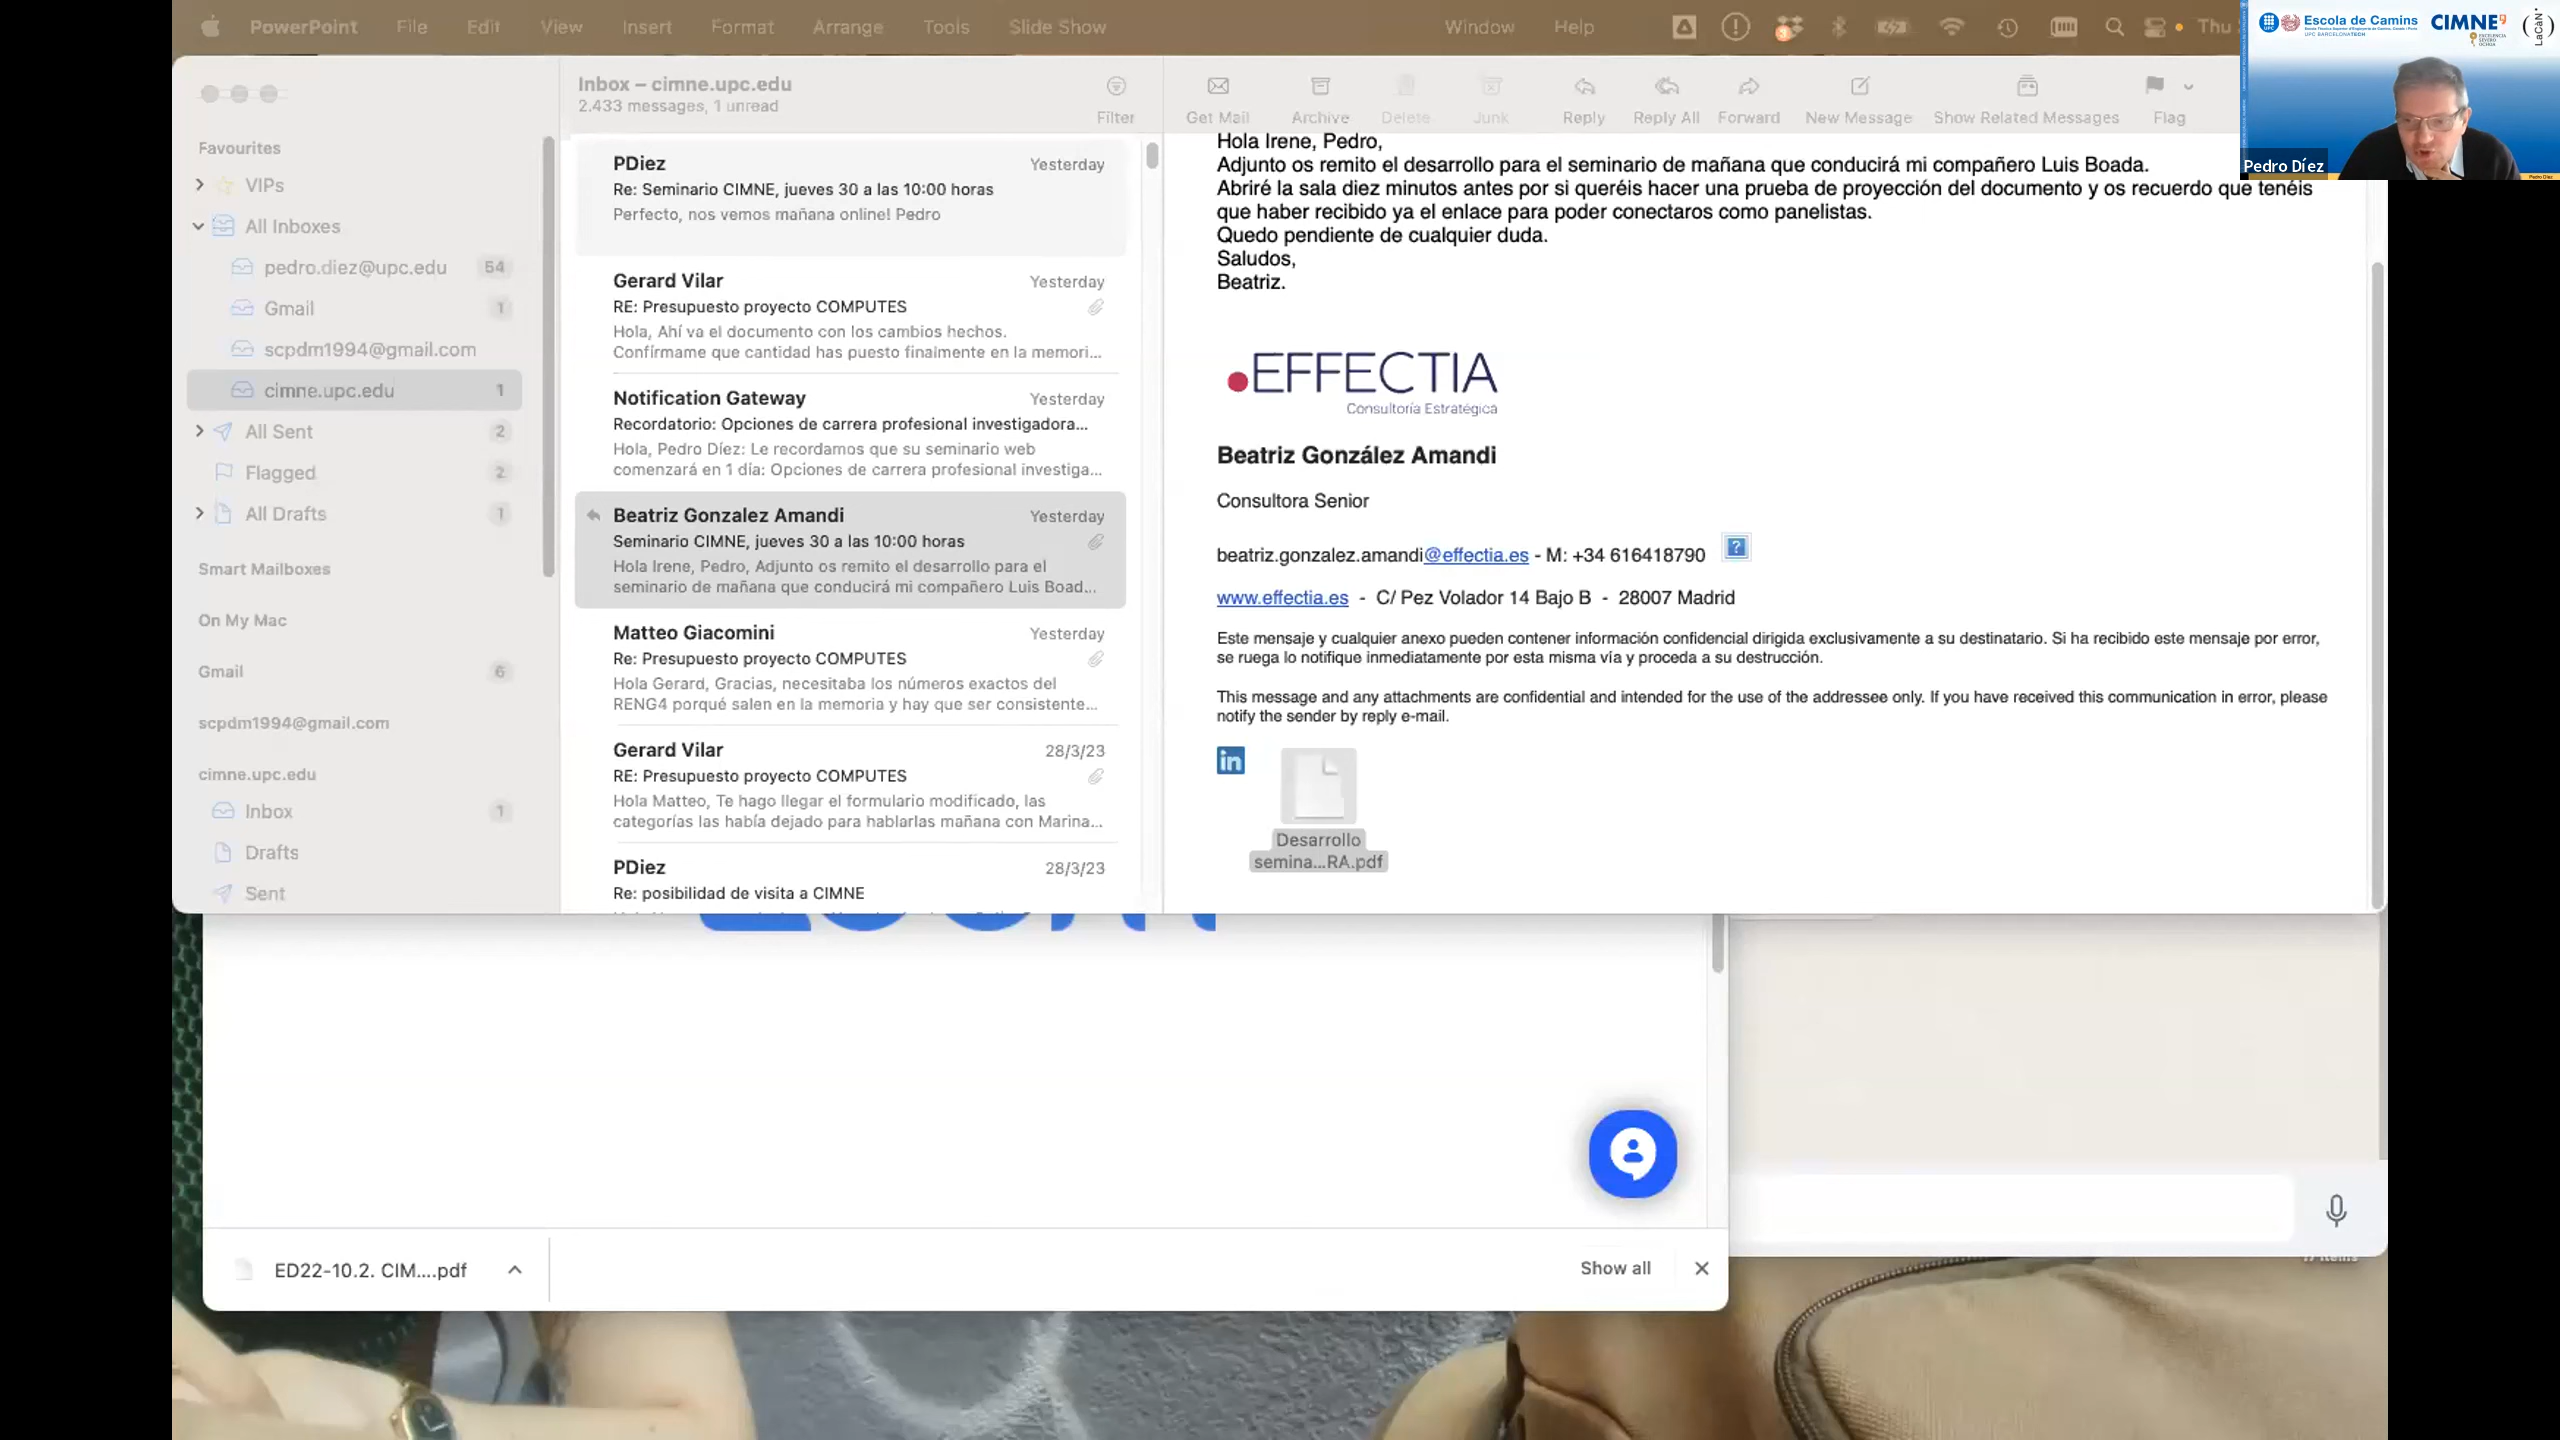 PowerPoint File Edit View Insert Format Arrange Tools Slide Show Window Help Thu
Escola de Camins
UPC BARCELONATECH
CIMNE
EXCELENCIA SEVERO OCHOA
LaCàN
Pedro Díez
Favourites
VIPs
All Inboxes
pedro.diez@upc.edu 54
Gmail 1
scpdm1994@gmail.com
cimne.upc.edu 1
All Sent 2
Flagged 2
All Drafts 1
Smart Mailboxes
On My Mac
Gmail 6
scpdm1994@gmail.com
cimne.upc.edu
Inbox 1
Drafts
Sent
Inbox – cimne.upc.edu
2.433 messages, 1 unread
Filter
PDiez Yesterday
Re: Seminario CIMNE, jueves 30 a las 10:00 horas
Perfecto, nos vemos mañana online! Pedro
Gerard Vilar Yesterday
RE: Presupuesto proyecto COMPUTES
Hola, Ahí va el documento con los cambios hechos.
Confírmame que cantidad has puesto finalmente en la memori...
Notification Gateway Yesterday
Recordatorio: Opciones de carrera profesional investigadora...
Hola, Pedro Díez: Le recordamos que su seminario web
comenzará en 1 día: Opciones de carrera profesional investiga...
Beatriz Gonzalez Amandi Yesterday
Seminario CIMNE, jueves 30 a las 10:00 horas
Hola Irene, Pedro, Adjunto os remito el desarrollo para el
seminario de mañana que conducirá mi compañero Luis Boad...
Matteo Giacomini Yesterday
Re: Presupuesto proyecto COMPUTES
Hola Gerard, Gracias, necesitaba los números exactos del
RENG4 porqué salen en la memoria y hay que ser consistente...
Gerard Vilar 28/3/23
RE: Presupuesto proyecto COMPUTES
Hola Matteo, Te hago llegar el formulario modificado, las
categorías las había dejado para hablarlas mañana con Marina...
PDiez 28/3/23
Re: posibilidad de visita a CIMNE
Get Mail Archive Delete Junk Reply Reply All Forward New Message Show Related Messages Flag
Hola Irene, Pedro,
Adjunto os remito el desarrollo para el seminario de mañana que conducirá mi compañero Luis Boada.
Abriré la sala diez minutos antes por si queréis hacer una prueba de proyección del documento y os recuerdo que tenéis
que haber recibido ya el enlace para poder conectaros como panelistas.
Quedo pendiente de cualquier duda.
Saludos,
Beatriz.
EFFECTIA
Consultoría Estratégica
Beatriz González Amandi
Consultora Senior
beatriz.gonzalez.amandi@effectia.es - M: +34 616418790 ?
www.effectia.es - C/ Pez Volador 14 Bajo B - 28007 Madrid
Este mensaje y cualquier anexo pueden contener información confidencial dirigida exclusivamente a su destinatario. Si ha recibido este mensaje por error,
se ruega lo notifique inmediatamente por esta misma vía y proceda a su destrucción.
This message and any attachments are confidential and intended for the use of the addressee only. If you have received this communication in error, please
notify the sender by reply e-mail.
in
Desarrollo
semina...RA.pdf
ED22-10.2. CIM....pdf
Show all
17 items